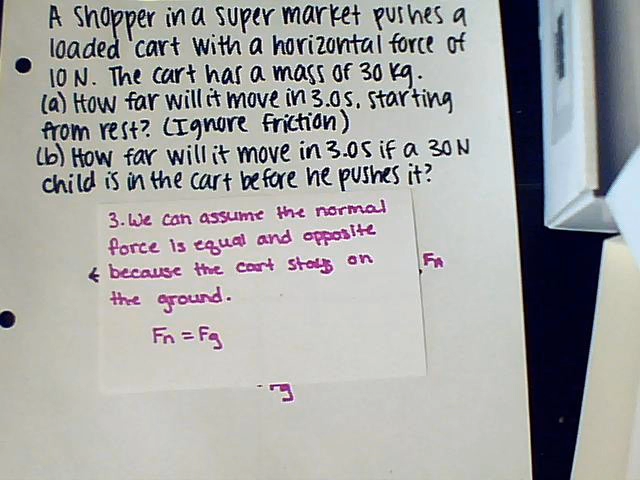 A shopper in a super market pushes a
loaded cart with a horizontal force of
10 N. The cart has a mass of 30 kg.
(a) How far will it move in 3.0s, starting
from rest? (Ignore friction)
(b) How far will it move in 3.0s if a 30N
child is in the cart before he pushes it?
3. We can assume the normal
force is equal and opposite
because the cart stays on
the ground.
Fn = Fg
Fn
g